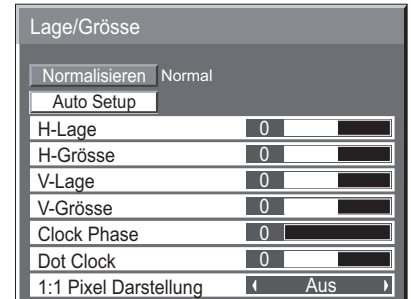 Lage/Grösse
Normalisieren Normal
Auto Setup
H-Lage 0
H-Grösse 0
V-Lage 0
V-Grösse 0
Clock Phase 0
Dot Clock 0
1:1 Pixel Darstellung Aus